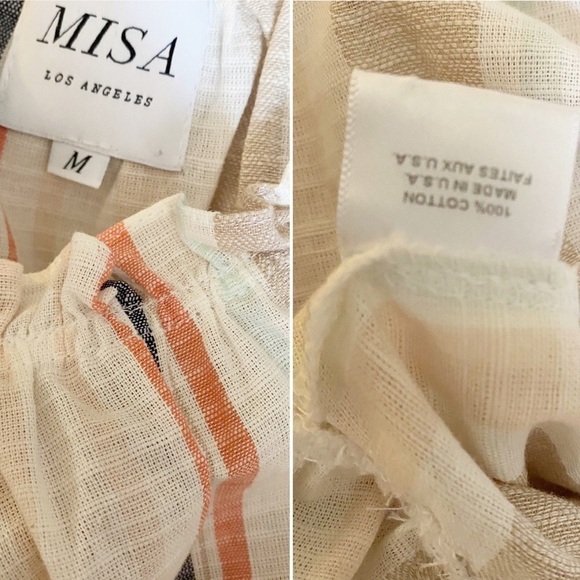 MISA
LOS ANGELES
M
100% COTTON
MADE IN U.S.A.
FAITES AUX U.S.A.